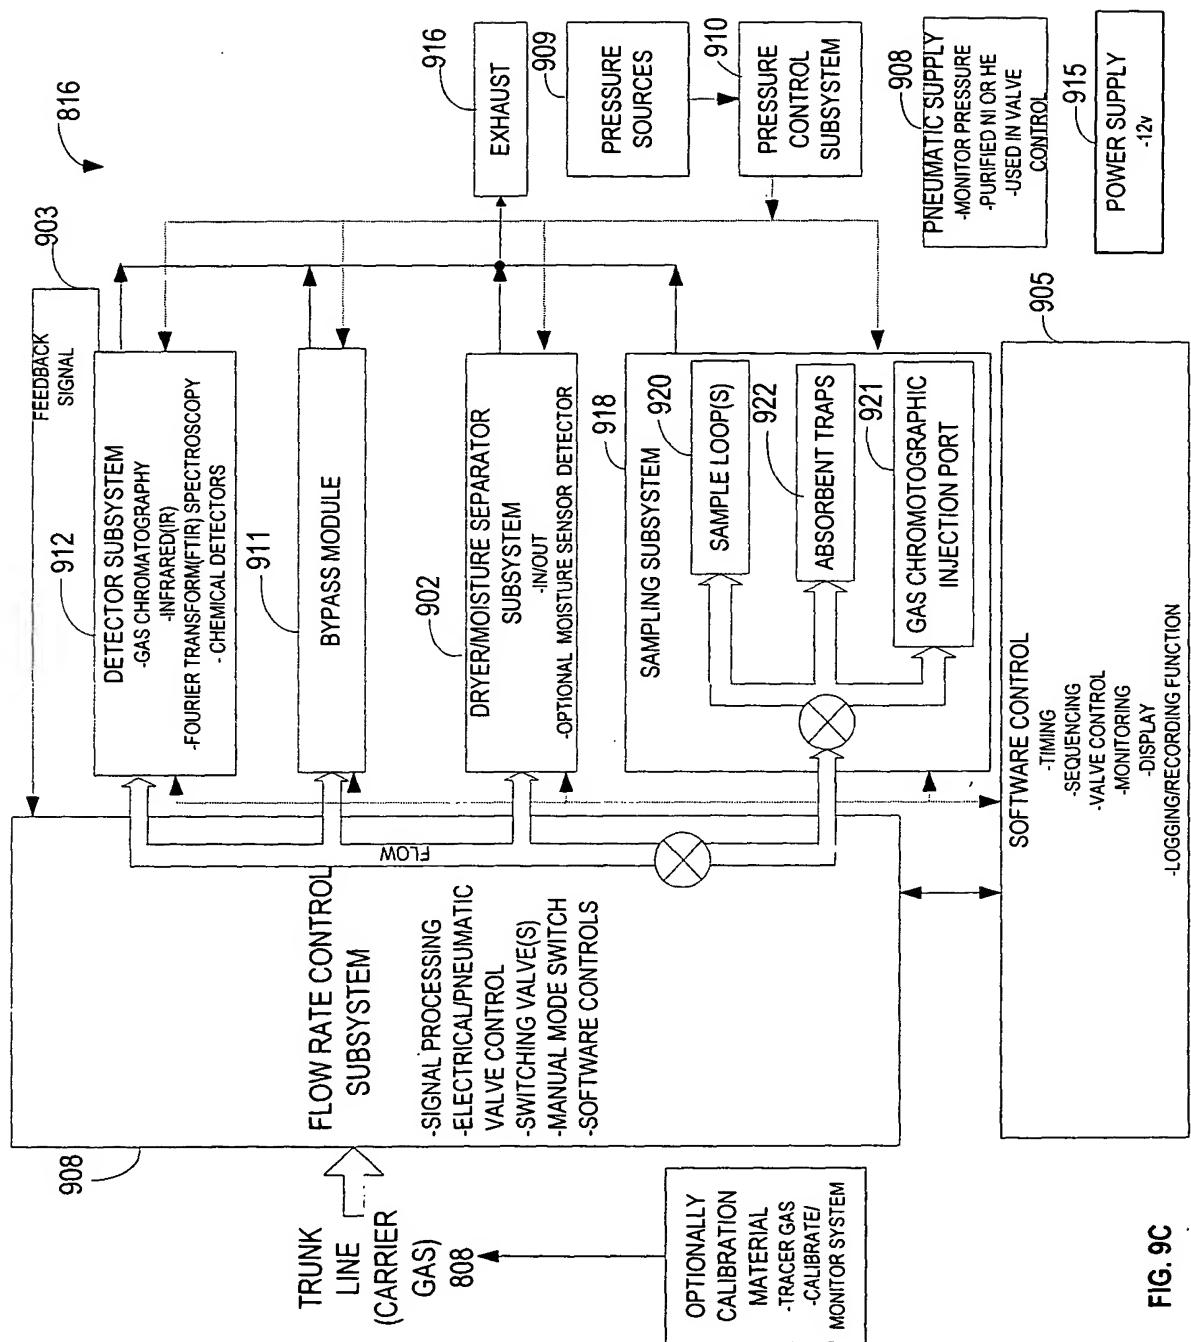 816
FEEDBACK
SIGNAL
903
912
DETECTOR SUBSYSTEM
-GAS CHROMATOGRAPHY
-INFRARED(IR)
-FOURIER TRANSFORM(FTIR) SPECTROSCOPY
- CHEMICAL DETECTORS
911
BYPASS MODULE
902
DRYER/MOISTURE SEPARATOR
SUBSYSTEM
-IN/OUT
-OPTIONAL MOISTURE SENSOR DETECTOR
918
SAMPLING SUBSYSTEM
920
SAMPLE LOOP(S)
922
ABSORBENT TRAPS
921
GAS CHROMOTOGRAPHIC
INJECTION PORT
916
EXHAUST
909
PRESSURE
SOURCES
910
PRESSURE
CONTROL
SUBSYSTEM
908
PNEUMATIC SUPPLY
-MONITOR PRESSURE
-PURIFIED NI OR HE
-USED IN VALVE
CONTROL
915
POWER SUPPLY
-12v
908
FLOW RATE CONTROL
SUBSYSTEM
-SIGNAL PROCESSING
-ELECTRICAL/PNEUMATIC
VALVE CONTROL
-SWITCHING VALVE(S)
-MANUAL MODE SWITCH
-SOFTWARE CONTROLS
FLOW
905
SOFTWARE CONTROL
-TIMING
-SEQUENCING
-VALVE CONTROL
-MONITORING
-DISPLAY
-LOGGING/RECORDING FUNCTION
TRUNK
LINE
(CARRIER
GAS)
808
OPTIONALLY
CALIBRATION
MATERIAL
-TRACER GAS
-CALIBRATE/
MONITOR SYSTEM
FIG. 9C